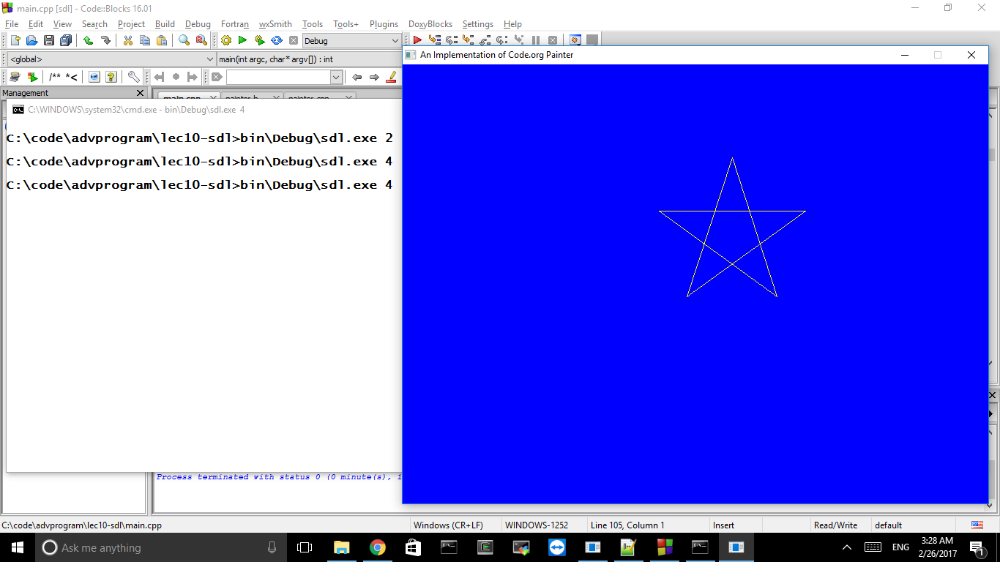 main.cpp [sdl] - Code::Blocks 16.01
File Edit View Search Project Build Debug Fortran wxSmith Tools Tools+ Plugins DoxyBlocks Settings Help
Debug
<global> main(int argc, char* argv[]) : int
An Implementation of Code.org Painter
/** *<
Management
main.cpp painter.h painter.cpp
C:\WINDOWS\system32\cmd.exe - bin\Debug\sdl.exe 4
C:\code\advprogram\lec10-sdl>bin\Debug\sdl.exe 2
C:\code\advprogram\lec10-sdl>bin\Debug\sdl.exe 4
C:\code\advprogram\lec10-sdl>bin\Debug\sdl.exe 4
Process terminated with status 0 (0 minute(s), 1
C:\code\advprogram\lec10-sdl\main.cpp Windows (CR+LF) WINDOWS-1252 Line 105, Column 1 Insert Read/Write default
Ask me anything
ENG
3:28 AM
2/26/2017
1